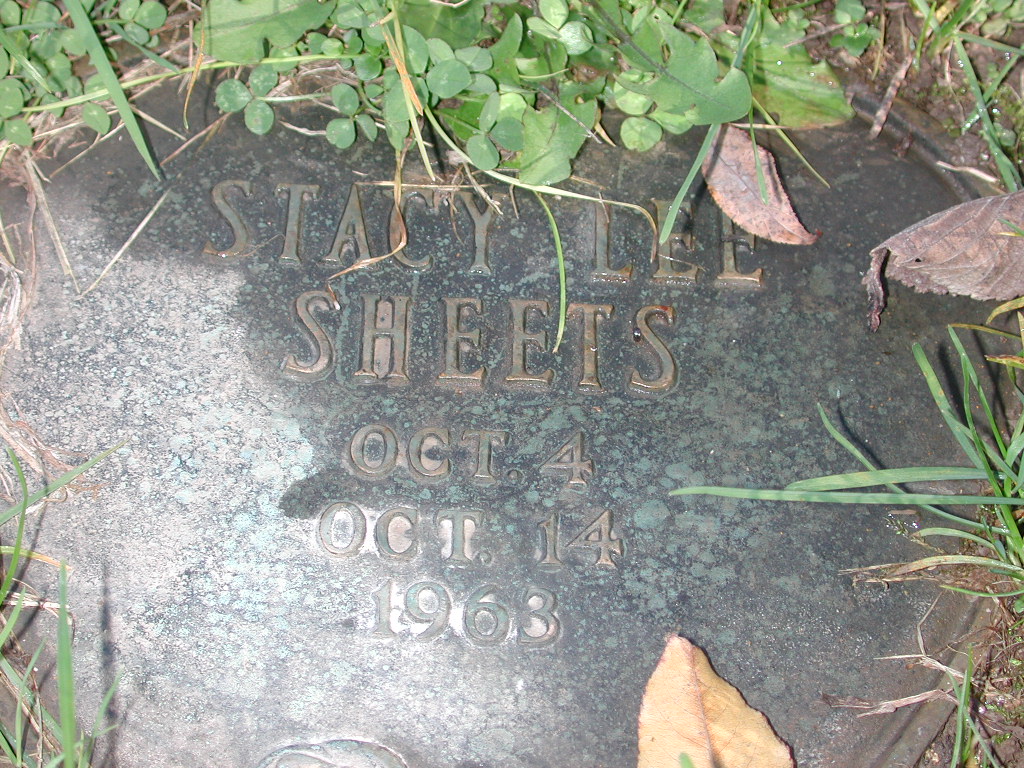 STACY LEE
SHEETS
OCT. 4
OCT. 14
1963